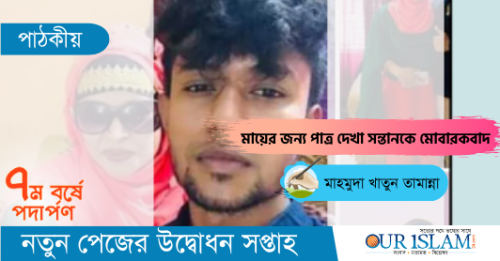 পাঠকীয়
মায়ের জন্য পাত্র দেখা সন্তানকে মোবারকবাদ
মাহমুদা খাতুন তামান্না
৭ম বর্ষে
পদার্পণ
নতুন পেজের উদ্বোধন সপ্তাহ
OUR ISLAM